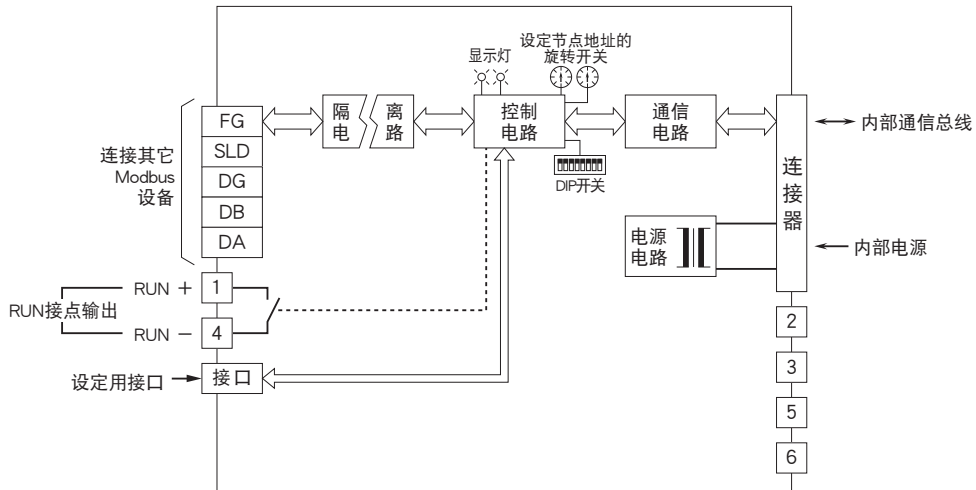 显示灯
设定节点地址的
旋转开关
连接其它
Modbus
设备
FG
SLD
DG
DB
DA
隔 离
电 路
控制
电路
DIP开关
通信
电路
电源
电路
连接器
内部通信总线
内部电源
RUN接点输出
RUN +
1
RUN −
4
设定用接口
接口
2
3
5
6